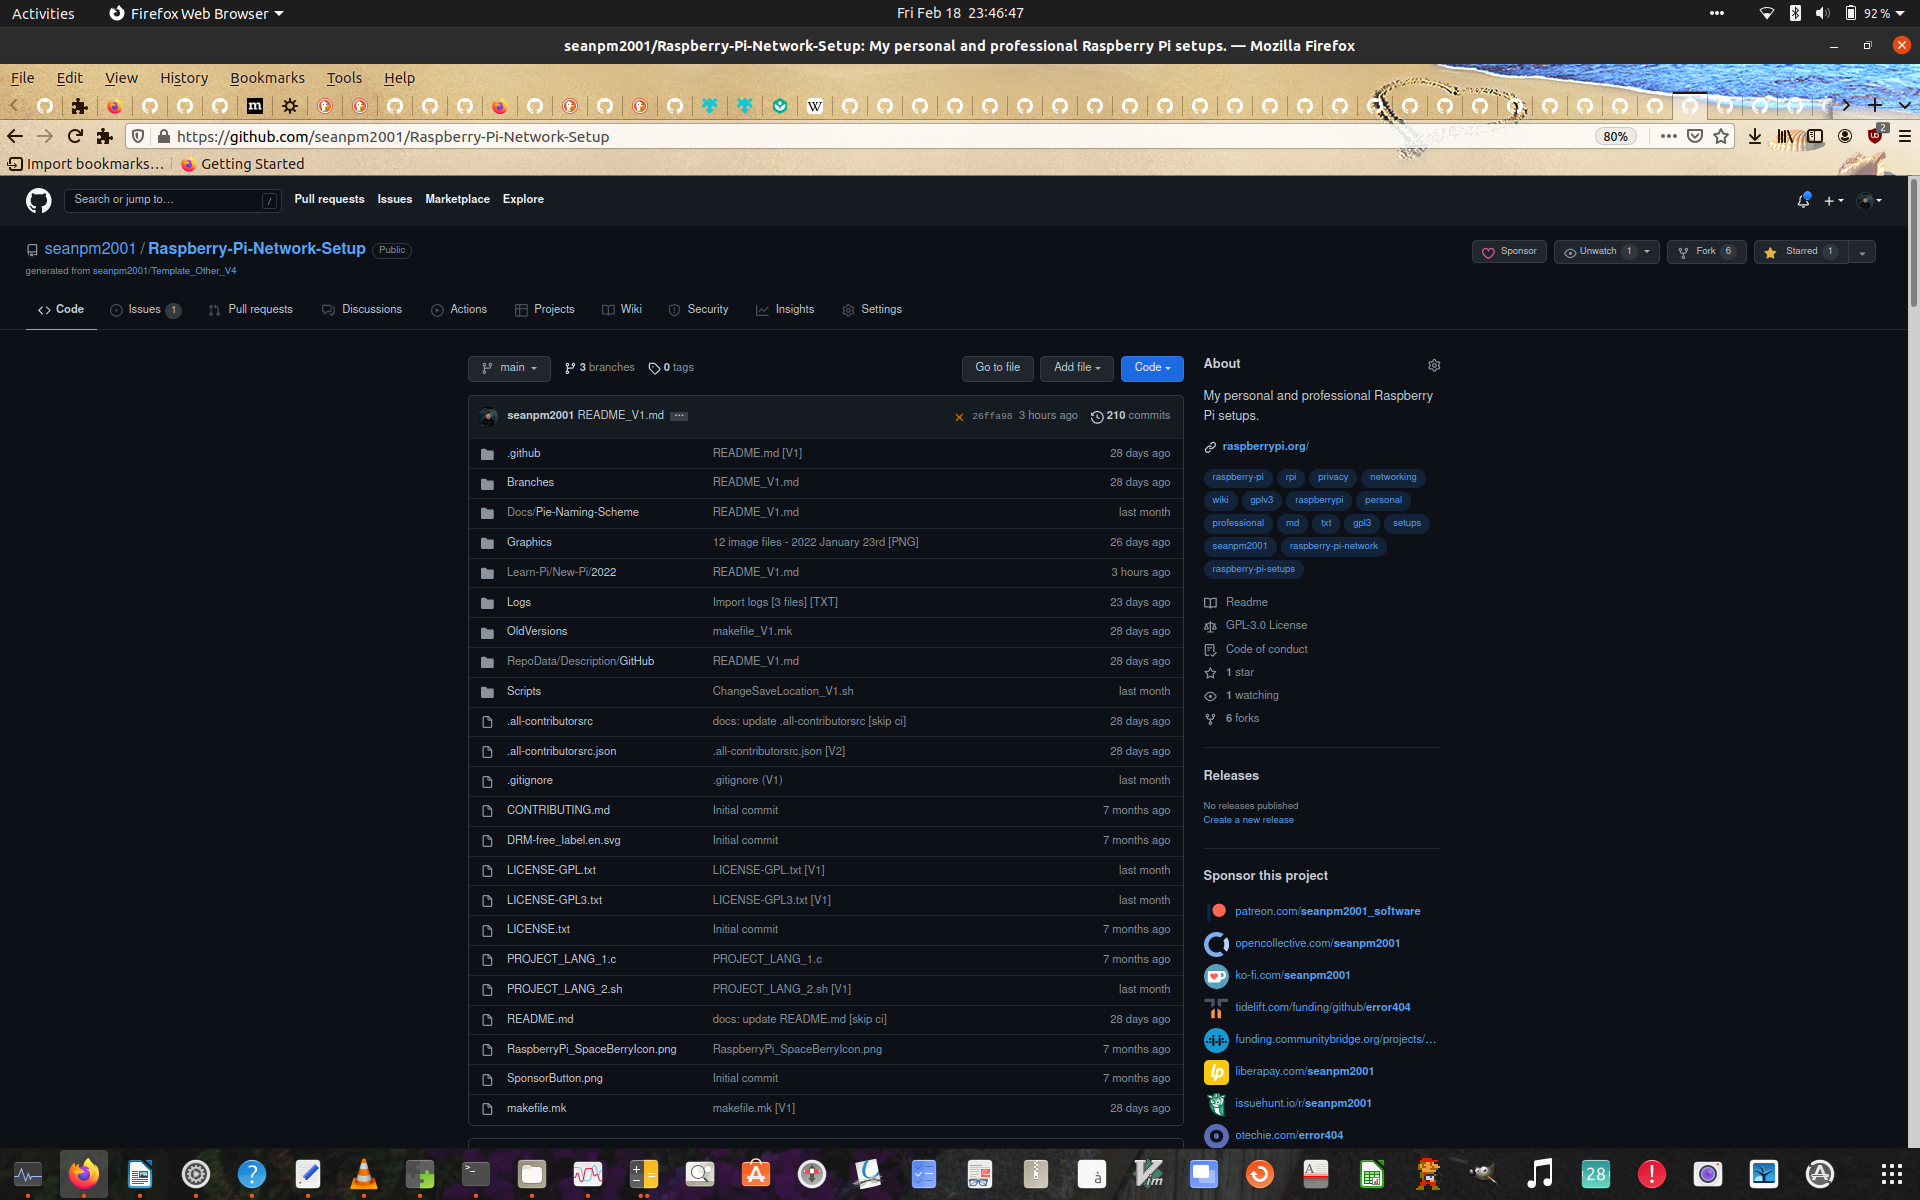 Activities Firefox Web Browser Fri Feb 18 23:46:47 92 %
seanpm2001/Raspberry-Pi-Network-Setup: My personal and professional Raspberry Pi setups. — Mozilla Firefox
File Edit View History Bookmarks Tools Help
m W
https://github.com/seanpm2001/Raspberry-Pi-Network-Setup 80% 2
Import bookmarks… Getting Started
Search or jump to… / Pull requests Issues Marketplace Explore
seanpm2001 / Raspberry-Pi-Network-Setup Public Sponsor Unwatch 1 Fork 6 Starred 1
generated from seanpm2001/Template_Other_V4
Code Issues 1 Pull requests Discussions Actions Projects Wiki Security Insights Settings
main 3 branches 0 tags Go to file Add file Code
seanpm2001 README_V1.md ... 26ffa98 3 hours ago 210 commits
.github README.md [V1] 28 days ago
Branches README_V1.md 28 days ago
Docs/Pie-Naming-Scheme README_V1.md last month
Graphics 12 image files - 2022 January 23rd [PNG] 26 days ago
Learn-Pi/New-Pi/2022 README_V1.md 3 hours ago
Logs Import logs [3 files] [TXT] 23 days ago
OldVersions makefile_V1.mk 28 days ago
RepoData/Description/GitHub README_V1.md 28 days ago
Scripts ChangeSaveLocation_V1.sh last month
.all-contributorsrc docs: update .all-contributorsrc [skip ci] 28 days ago
.all-contributorsrc.json .all-contributorsrc.json [V2] 28 days ago
.gitignore .gitignore (V1) last month
CONTRIBUTING.md Initial commit 7 months ago
DRM-free_label.en.svg Initial commit 7 months ago
LICENSE-GPL.txt LICENSE-GPL.txt [V1] last month
LICENSE-GPL3.txt LICENSE-GPL3.txt [V1] last month
LICENSE.txt Initial commit 7 months ago
PROJECT_LANG_1.c PROJECT_LANG_1.c 7 months ago
PROJECT_LANG_2.sh PROJECT_LANG_2.sh [V1] last month
README.md docs: update README.md [skip ci] 28 days ago
RaspberryPi_SpaceBerryIcon.png RaspberryPi_SpaceBerryIcon.png 7 months ago
SponsorButton.png Initial commit 7 months ago
makefile.mk makefile.mk [V1] 28 days ago
About
My personal and professional Raspberry
Pi setups.
raspberrypi.org/
raspberry-pi rpi privacy networking
wiki gplv3 raspberrypi personal
professional md txt gpl3 setups
seanpm2001 raspberry-pi-network
raspberry-pi-setups
Readme
GPL-3.0 License
Code of conduct
1 star
1 watching
6 forks
Releases
No releases published
Create a new release
Sponsor this project
patreon.com/seanpm2001_software
opencollective.com/seanpm2001
ko-fi.com/seanpm2001
tidelift.com/funding/github/error404
funding.communitybridge.org/projects/…
liberapay.com/seanpm2001
issuehunt.io/r/seanpm2001
otechie.com/error404
28